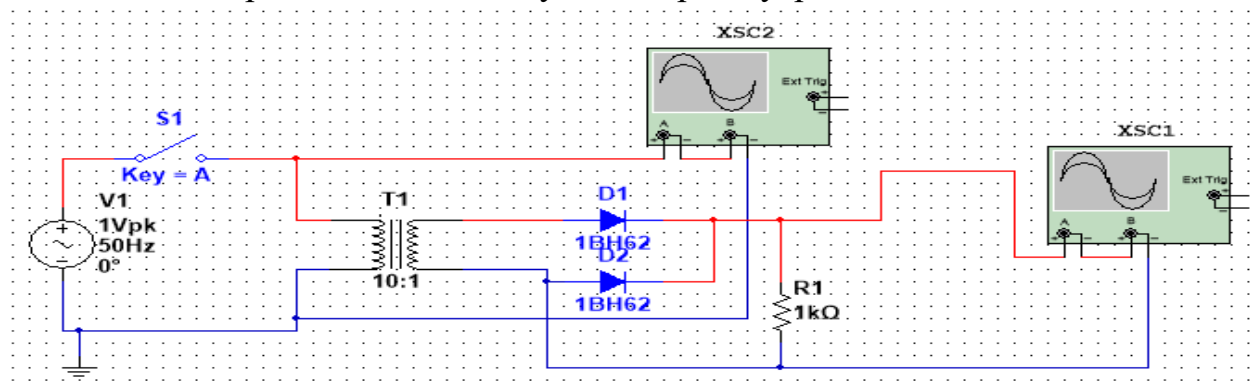 XSC2
Ext Trig
+
−
A
B
+ − + −
XSC1
Ext Trig
+
−
A
B
+ − + −
S1
Key = A
V1
1Vpk
50Hz
0°
T1
10:1
D1
1BH62
D2
1BH62
R1
1kΩ